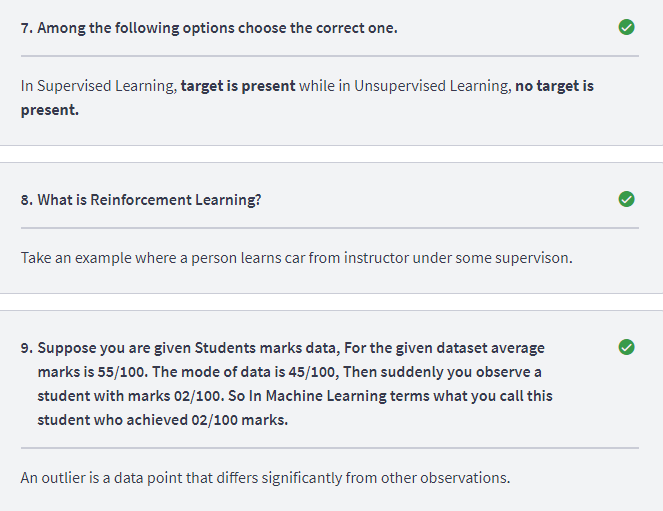 7. Among the following options choose the correct one.
In Supervised Learning, target is present while in Unsupervised Learning, no target is
present.
8. What is Reinforcement Learning?
Take an example where a person learns car from instructor under some supervison.
9. Suppose you are given Students marks data, For the given dataset average
marks is 55/100. The mode of data is 45/100, Then suddenly you observe a
student with marks 02/100. So In Machine Learning terms what you call this
student who achieved 02/100 marks.
An outlier is a data point that differs significantly from other observations.